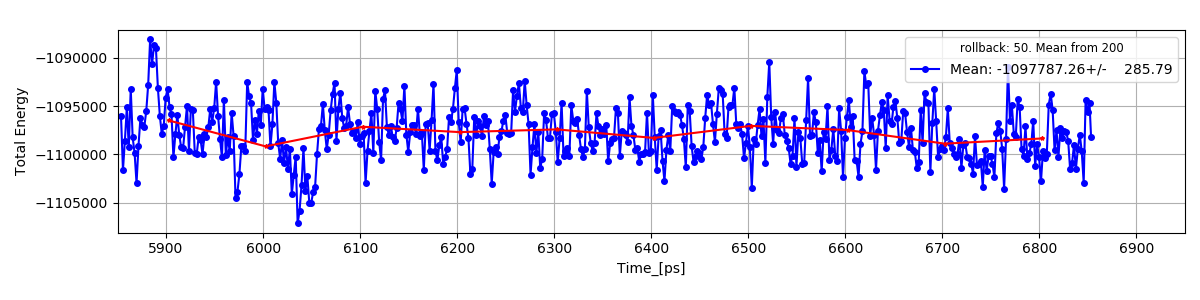 rollback: 50. Mean from 200
Mean: -1097787.26+/- 285.79
Total Energy
−1090000
−1095000
−1100000
−1105000
5900 6000 6100 6200 6300 6400 6500 6600 6700 6800 6900
Time_[ps]